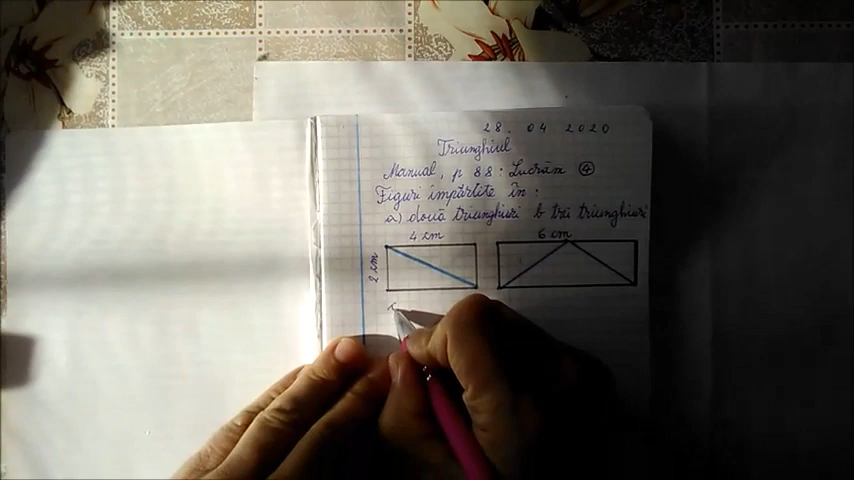 28. 04 2020
Triunghiul
Manual, p 88: Lucrăm ④
Figuri împărțite în:
a) două triunghiuri b trei triunghiuri
4 cm 6 cm
2 cm